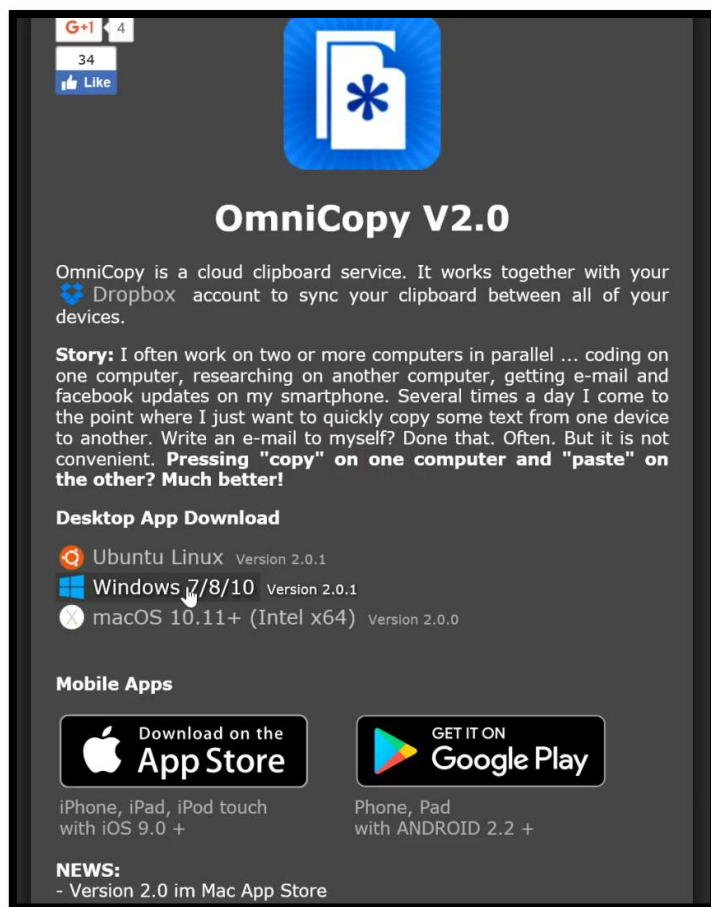 G+1 4
34
Like
OmniCopy V2.0
OmniCopy is a cloud clipboard service. It works together with your
Dropbox account to sync your clipboard between all of your
devices.
Story: I often work on two or more computers in parallel ... coding on
one computer, researching on another computer, getting e-mail and
facebook updates on my smartphone. Several times a day I come to
the point where I just want to quickly copy some text from one device
to another. Write an e-mail to myself? Done that. Often. But it is not
convenient. Pressing "copy" on one computer and "paste" on
the other? Much better!
Desktop App Download
Ubuntu Linux Version 2.0.1
Windows 7/8/10 Version 2.0.1
macOS 10.11+ (Intel x64) Version 2.0.0
Mobile Apps
Download on the
App Store
GET IT ON
Google Play
iPhone, iPad, iPod touch
with iOS 9.0 +
Phone, Pad
with ANDROID 2.2 +
NEWS:
- Version 2.0 im Mac App Store